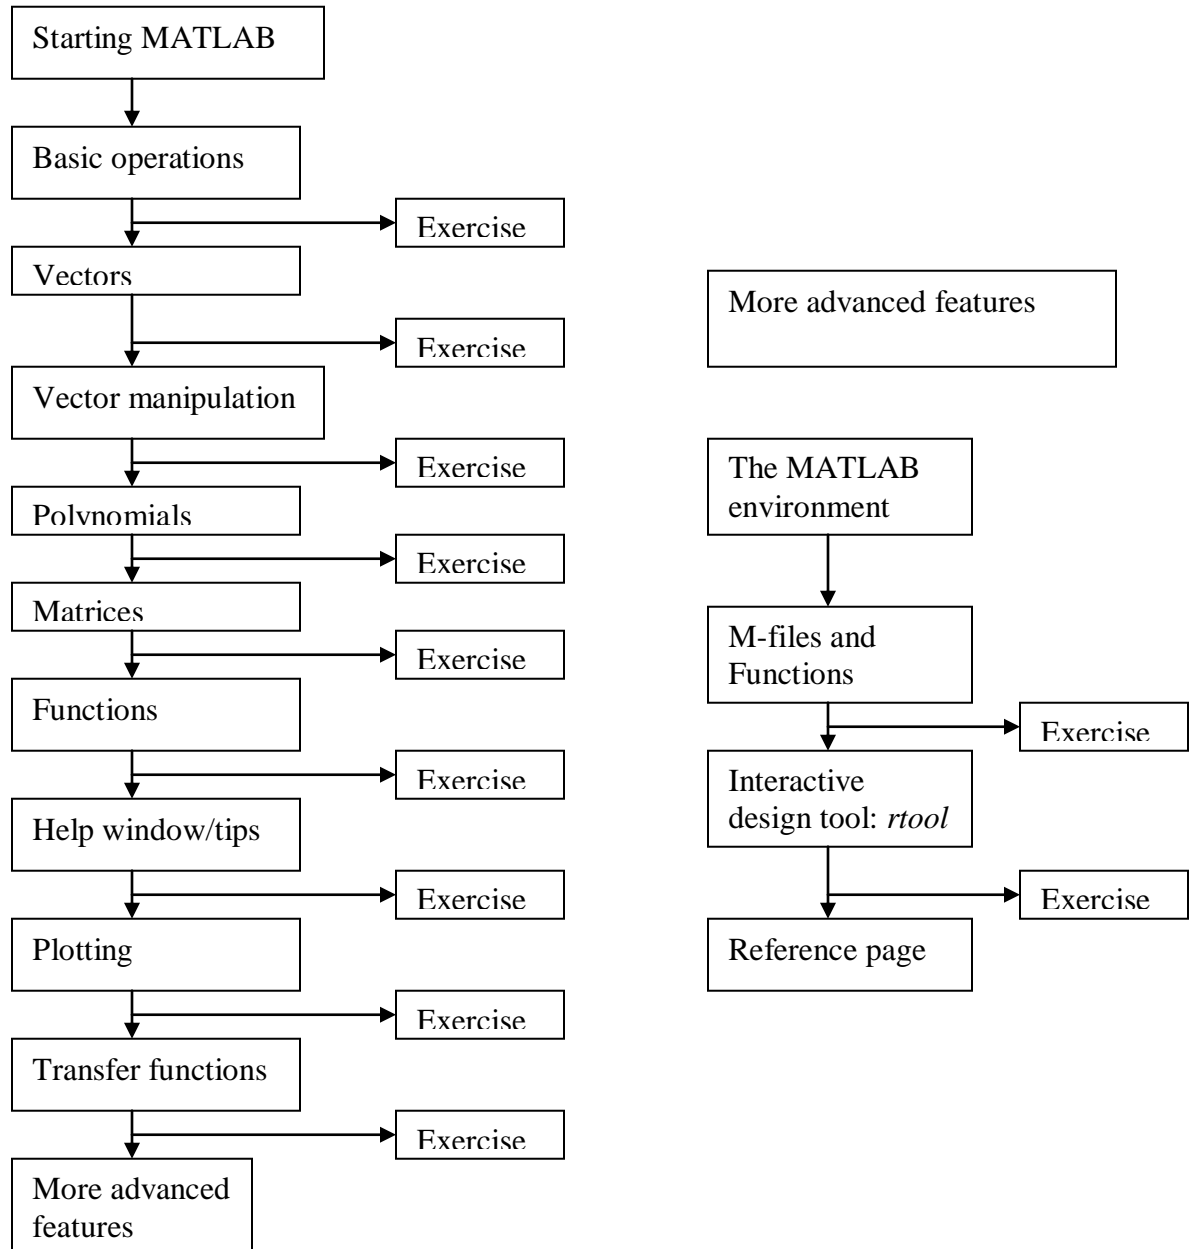 Starting MATLAB
Basic operations
Exercise
Vectors
Exercise
Vector manipulation
Exercise
Polynomials
Exercise
Matrices
Exercise
Functions
Exercise
Help window/tips
Exercise
Plotting
Exercise
Transfer functions
Exercise
More advanced
features
More advanced features
The MATLAB
environment
M-files and
Functions
Exercise
Interactive
design tool: rtool
Exercise
Reference page